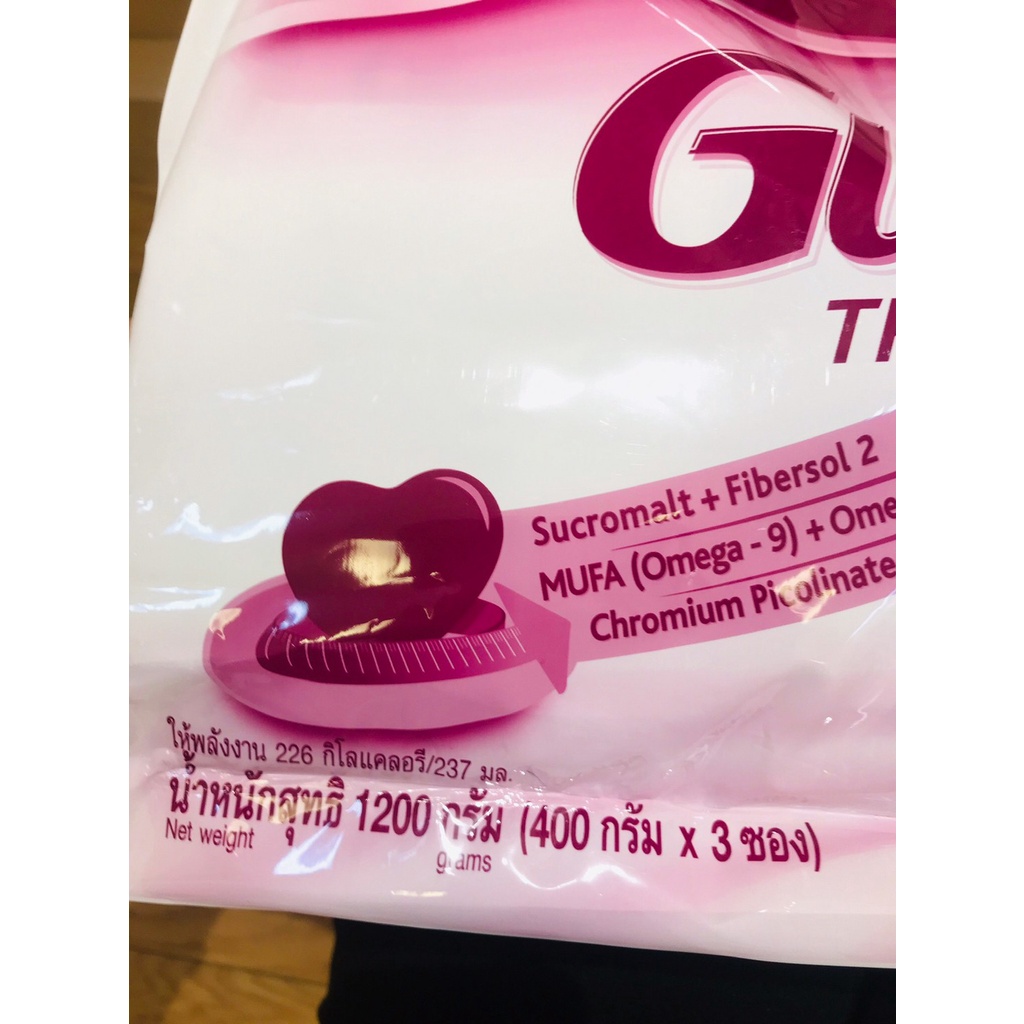 Sucromalt + Fibersol 2
MUFA (Omega - 9) + Ome
Chromium Picolinate
ให้พลังงาน 226 กิโลแคลอรี/237 มล.
น้ำหนักสุทธิ 1200 กรัม (400 กรัม x 3 ซอง)
Net weight grams